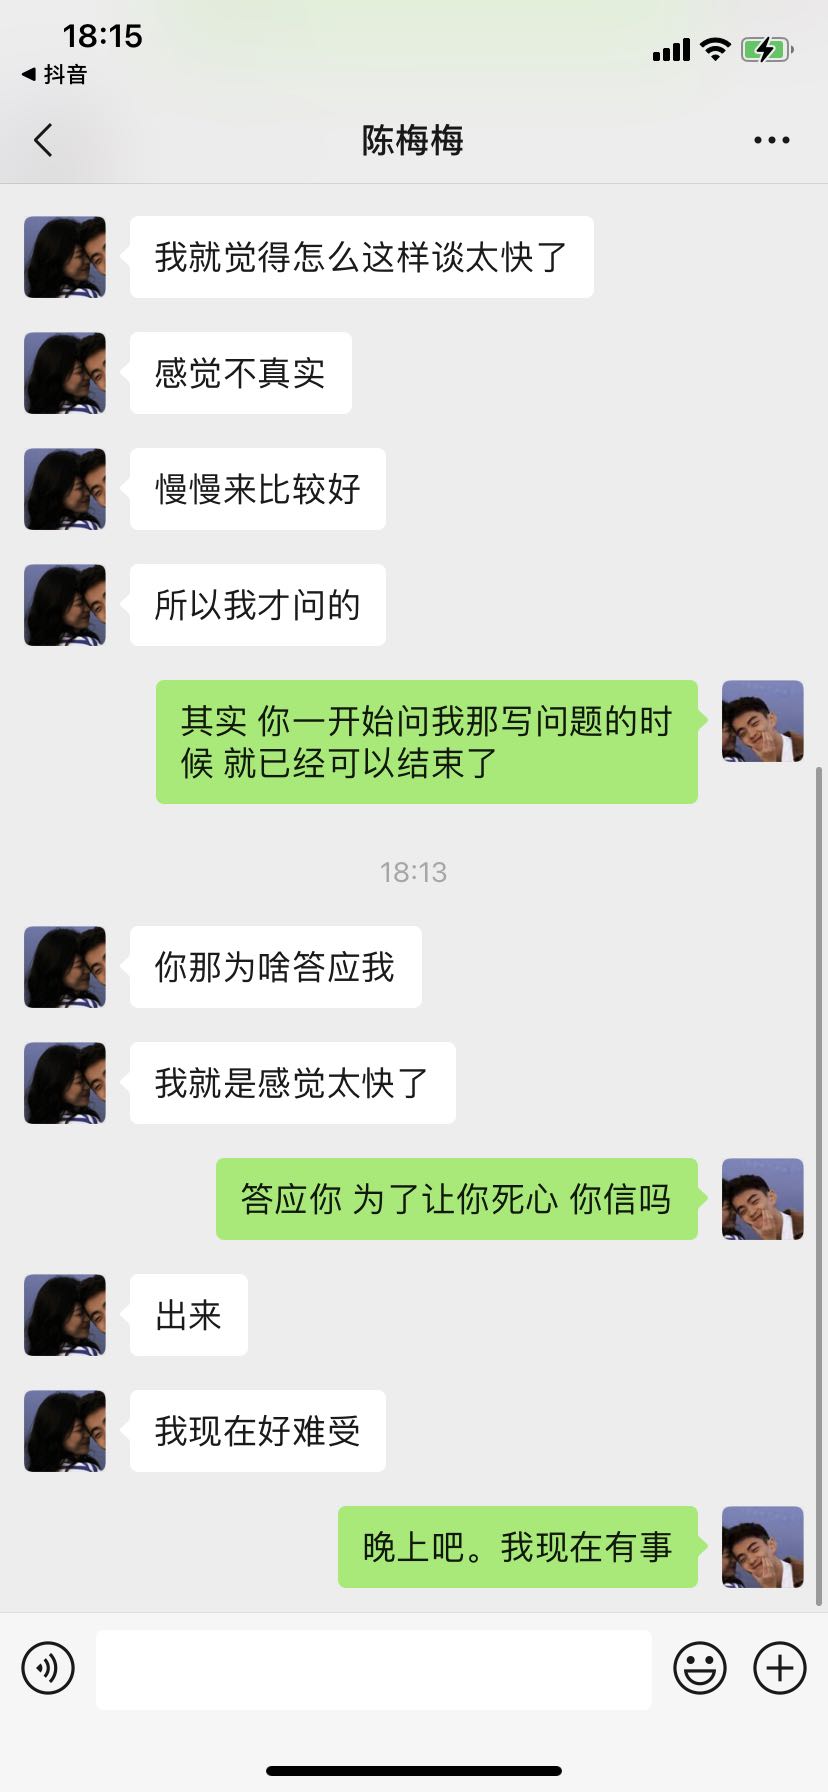 18:15
◀ 抖音
陈梅梅
我就觉得怎么这样谈太快了
感觉不真实
慢慢来比较好
所以我才问的
其实 你一开始问我那写问题的时
候 就已经可以结束了
18:13
你那为啥答应我
我就是感觉太快了
答应你 为了让你死心 你信吗
出来
我现在好难受
晚上吧。我现在有事